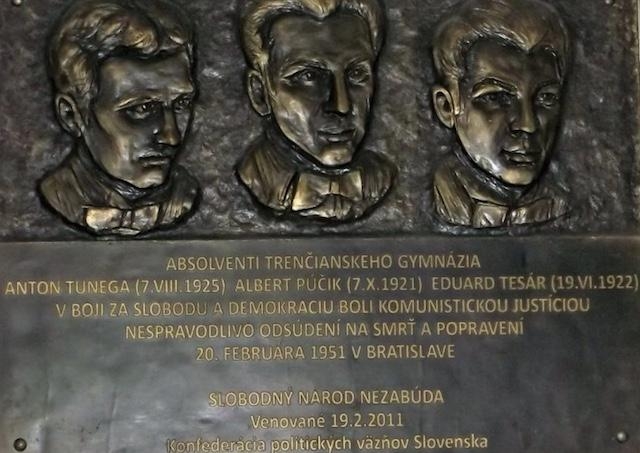 ABSOLVENTI TRENČIANSKEHO GYMNÁZIA
ANTON TUNEGA (7.VIII.1925) ALBERT PÚČIK (7.X.1921) EDUARD TESÁR (19.VI.1922)
V BOJI ZA SLOBODU A DEMOKRACIU BOLI KOMUNISTICKOU JUSTÍCIOU
NESPRAVODLIVO ODSÚDENÍ NA SMRŤ A POPRAVENÍ
20. FEBRUÁRA 1951 V BRATISLAVE
SLOBODNÝ NÁROD NEZABÚDA
Venované 19.2.2011
Konfederácia politických väzňov Slovenska